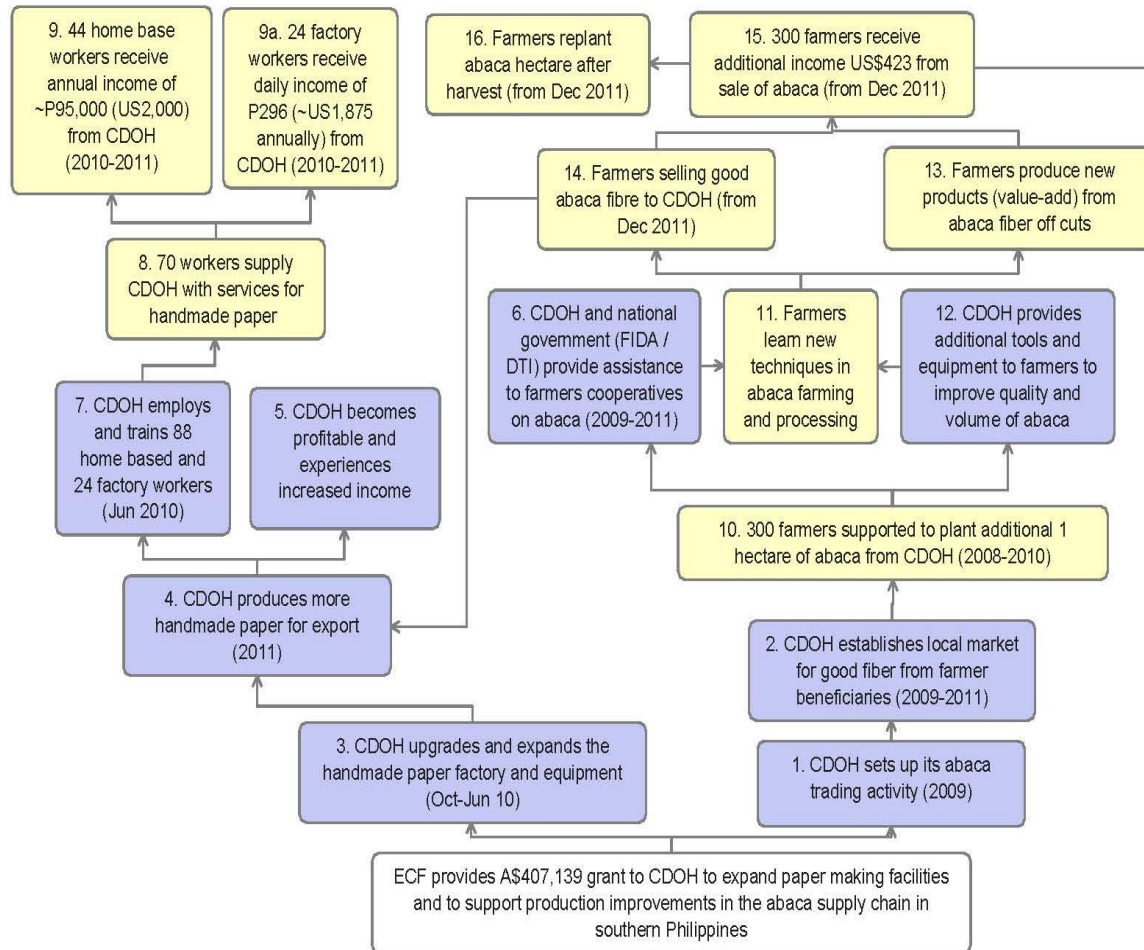 9. 44 home base
workers receive
annual income of
~P95,000 (US2,000)
from CDOH
(2010-2011)
9a. 24 factory
workers receive
daily income of
P296 (~US1,875
annually) from
CDOH (2010-2011)
16. Farmers replant
abaca hectare after
harvest (from Dec 2011)
15. 300 farmers receive
additional income US$423 from
sale of abaca (from Dec 2011)
14. Farmers selling good
abaca fibre to CDOH (from
Dec 2011)
13. Farmers produce new
products (value-add) from
abaca fiber off cuts
8. 70 workers supply
CDOH with services for
handmade paper
6. CDOH and national
government (FIDA /
DTI) provide assistance
to farmers cooperatives
on abaca (2009-2011)
11. Farmers
learn new
techniques in
abaca farming
and processing
12. CDOH provides
additional tools and
equipment to farmers to
improve quality and
volume of abaca
7. CDOH employs
and trains 88
home based and
24 factory workers
(Jun 2010)
5. CDOH becomes
profitable and
experiences
increased income
10. 300 farmers supported to plant additional 1
hectare of abaca from CDOH (2008-2010)
4. CDOH produces more
handmade paper for export
(2011)
2. CDOH establishes local market
for good fiber from farmer
beneficiaries (2009-2011)
3. CDOH upgrades and expands the
handmade paper factory and equipment
(Oct-Jun 10)
1. CDOH sets up its abaca
trading activity (2009)
ECF provides A$407,139 grant to CDOH to expand paper making facilities
and to support production improvements in the abaca supply chain in
southern Philippines